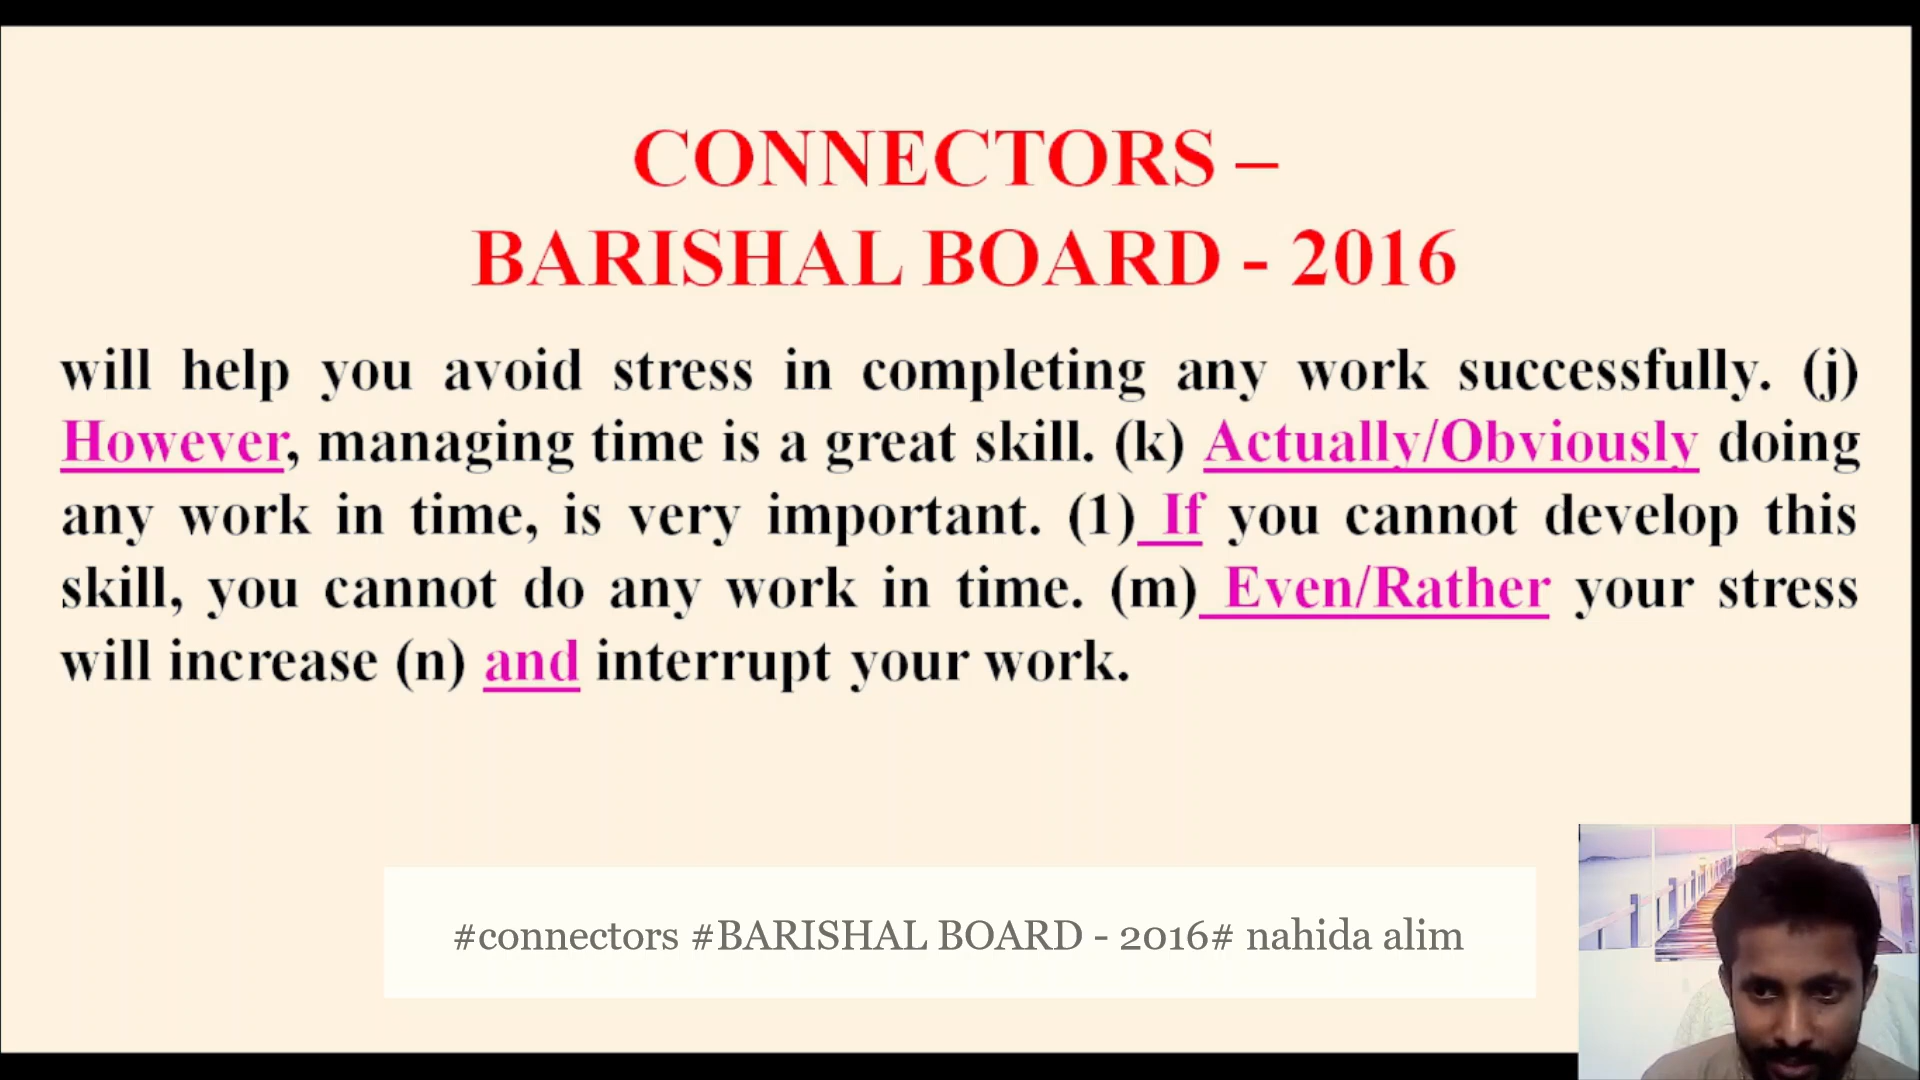 CONNECTORS –
BARISHAL BOARD - 2016
will help you avoid stress in completing any work successfully. (j)
However, managing time is a great skill. (k) Actually/Obviously doing
any work in time, is very important. (1) If you cannot develop this
skill, you cannot do any work in time. (m) Even/Rather your stress
will increase (n) and interrupt your work.
#connectors #BARISHAL BOARD - 2016# nahida alim